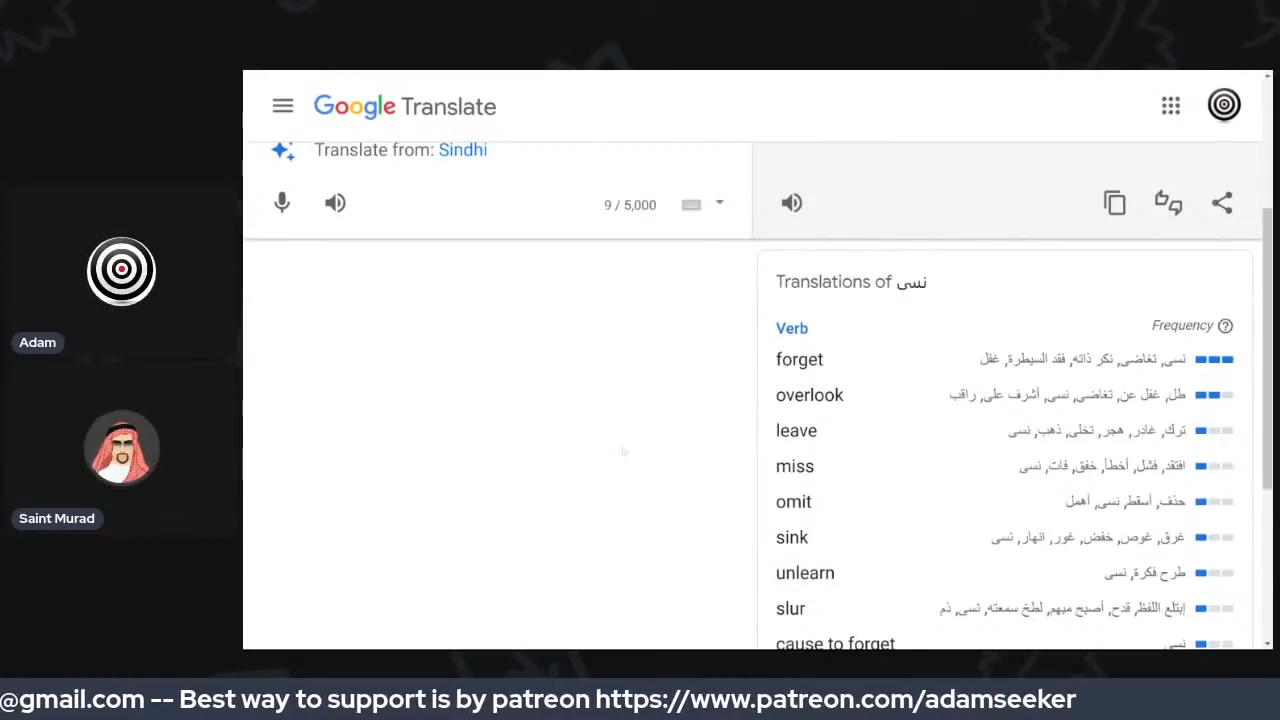 Google Translate
Translate from: Sindhi
9 / 5,000
Translations of نسى
Verb
Frequency
forget نسى, تغاضى, نكر ذاته, فقد السيطرة, غفل
overlook طل, غفل عن, تغاضى, نسى, أشرف على, راقب
leave ترك, غادر, هجر, تخلى, ذهب, نسى
miss افتقد, فشل, أخطأ, خفق, فات, نسى
omit حذف, أسقط, نسى, أهمل
sink غرق, غوص, خفض, غور, انهار, نسى
unlearn طرح فكرة, نسى
slur إبتلع اللفظ, قدح, أصبح مبهم, لطخ سمعته, نسى, ذم
cause to forget نسي
Adam
Saint Murad
@gmail.com -- Best way to support is by patreon https://www.patreon.com/adamseeker